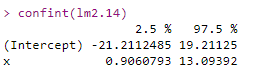 > confint(lm2.14)
2.5 % 97.5 %
(Intercept) -21.2112485 19.21125
x 0.9060793 13.09392